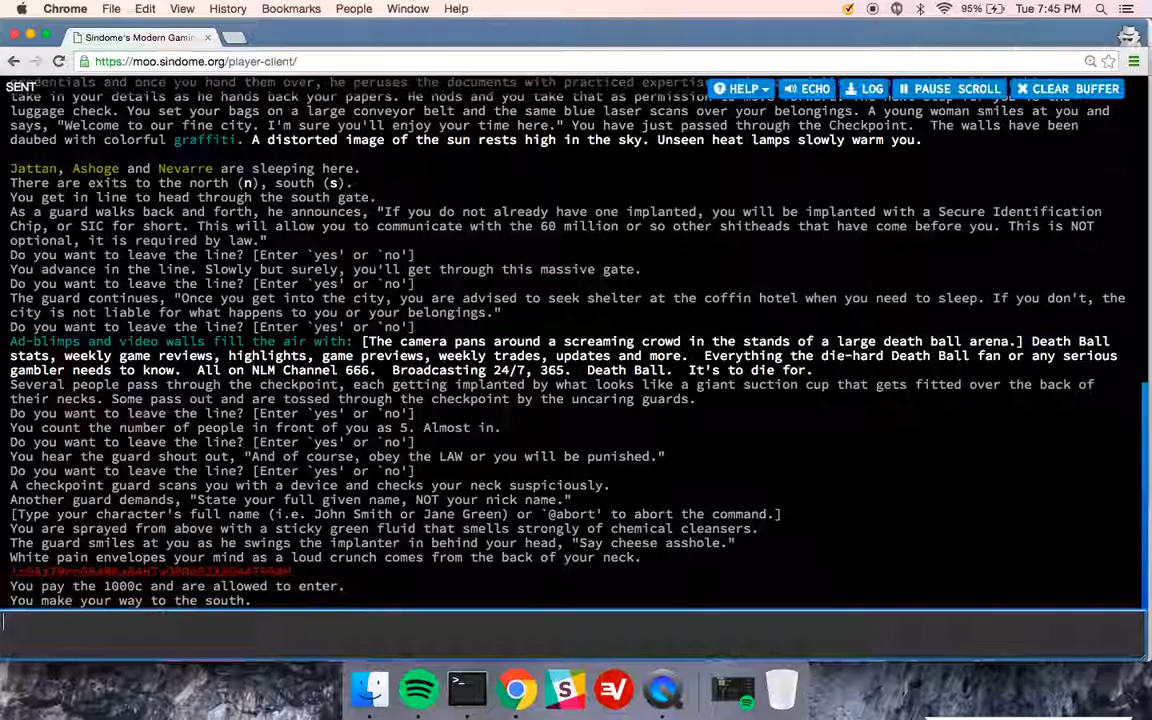 Chrome File Edit View History Bookmarks People Window Help 95% Tue 7:45 PM
Sindome's Modern Gamin
https://moo.sindome.org/player-client/
SENT
HELP ECHO LOG PAUSE SCROLL CLEAR BUFFER
credentials and once you hand them over, he peruses the documents with practiced
take in your details as he hands back your papers. He nods and you take that as permission
luggage check. You set your bags on a large conveyor belt and the same blue laser scans over your belongings. A young woman smiles at you and
says, "Welcome to our fine city. I'm sure you'll enjoy your time here." You have just passed through the Checkpoint. The walls have been
daubed with colorful graffiti. A distorted image of the sun rests high in the sky. Unseen heat lamps slowly warm you.
Jattan, Ashoge and Nevarre are sleeping here.
There are exits to the north (n), south (s).
You get in line to head through the south gate.
As a guard walks back and forth, he announces, "If you do not already have one implanted, you will be implanted with a Secure Identification
Chip, or SIC for short. This will allow you to communicate with the 60 million or so other shitheads that have come before you. This is NOT
optional, it is required by law."
Do you want to leave the line? [Enter `yes' or `no']
You advance in the line. Slowly but surely, you'll get through this massive gate.
Do you want to leave the line? [Enter `yes' or `no']
The guard continues, "Once you get into the city, you are advised to seek shelter at the coffin hotel when you need to sleep. If you don't, the
city is not liable for what happens to you or your belongings."
Do you want to leave the line? [Enter `yes' or `no']
Ad-blimps and video walls fill the air with: [The camera pans around a screaming crowd in the stands of a large death ball arena.] Death Ball
stats, weekly game reviews, highlights, game previews, weekly trades, updates and more. Everything the die-hard Death Ball fan or any serious
gambler needs to know. All on NLM Channel 666. Broadcasting 24/7, 365. Death Ball. It's to die for.
Several people pass through the checkpoint, each getting implanted by what looks like a giant suction cup that gets fitted over the back of
their necks. Some pass out and are tossed through the checkpoint by the uncaring guards.
Do you want to leave the line? [Enter `yes' or `no']
You count the number of people in front of you as 5. Almost in.
Do you want to leave the line? [Enter `yes' or `no']
You hear the guard shout out, "And of course, obey the LAW or you will be punished."
Do you want to leave the line? [Enter `yes' or `no']
A checkpoint guard scans you with a device and checks your neck suspiciously.
Another guard demands, "State your full given name, NOT your nick name."
[Type your character's full name (i.e. John Smith or Jane Green) or `@abort' to abort the command.]
You are sprayed from above with a sticky green fluid that smells strongly of chemical cleansers.
The guard smiles at you as he swings the implanter in behind your head, "Say cheese asshole."
White pain envelopes your mind as a loud crunch comes from the back of your neck.
You pay the 1000c and are allowed to enter.
You make your way to the south.